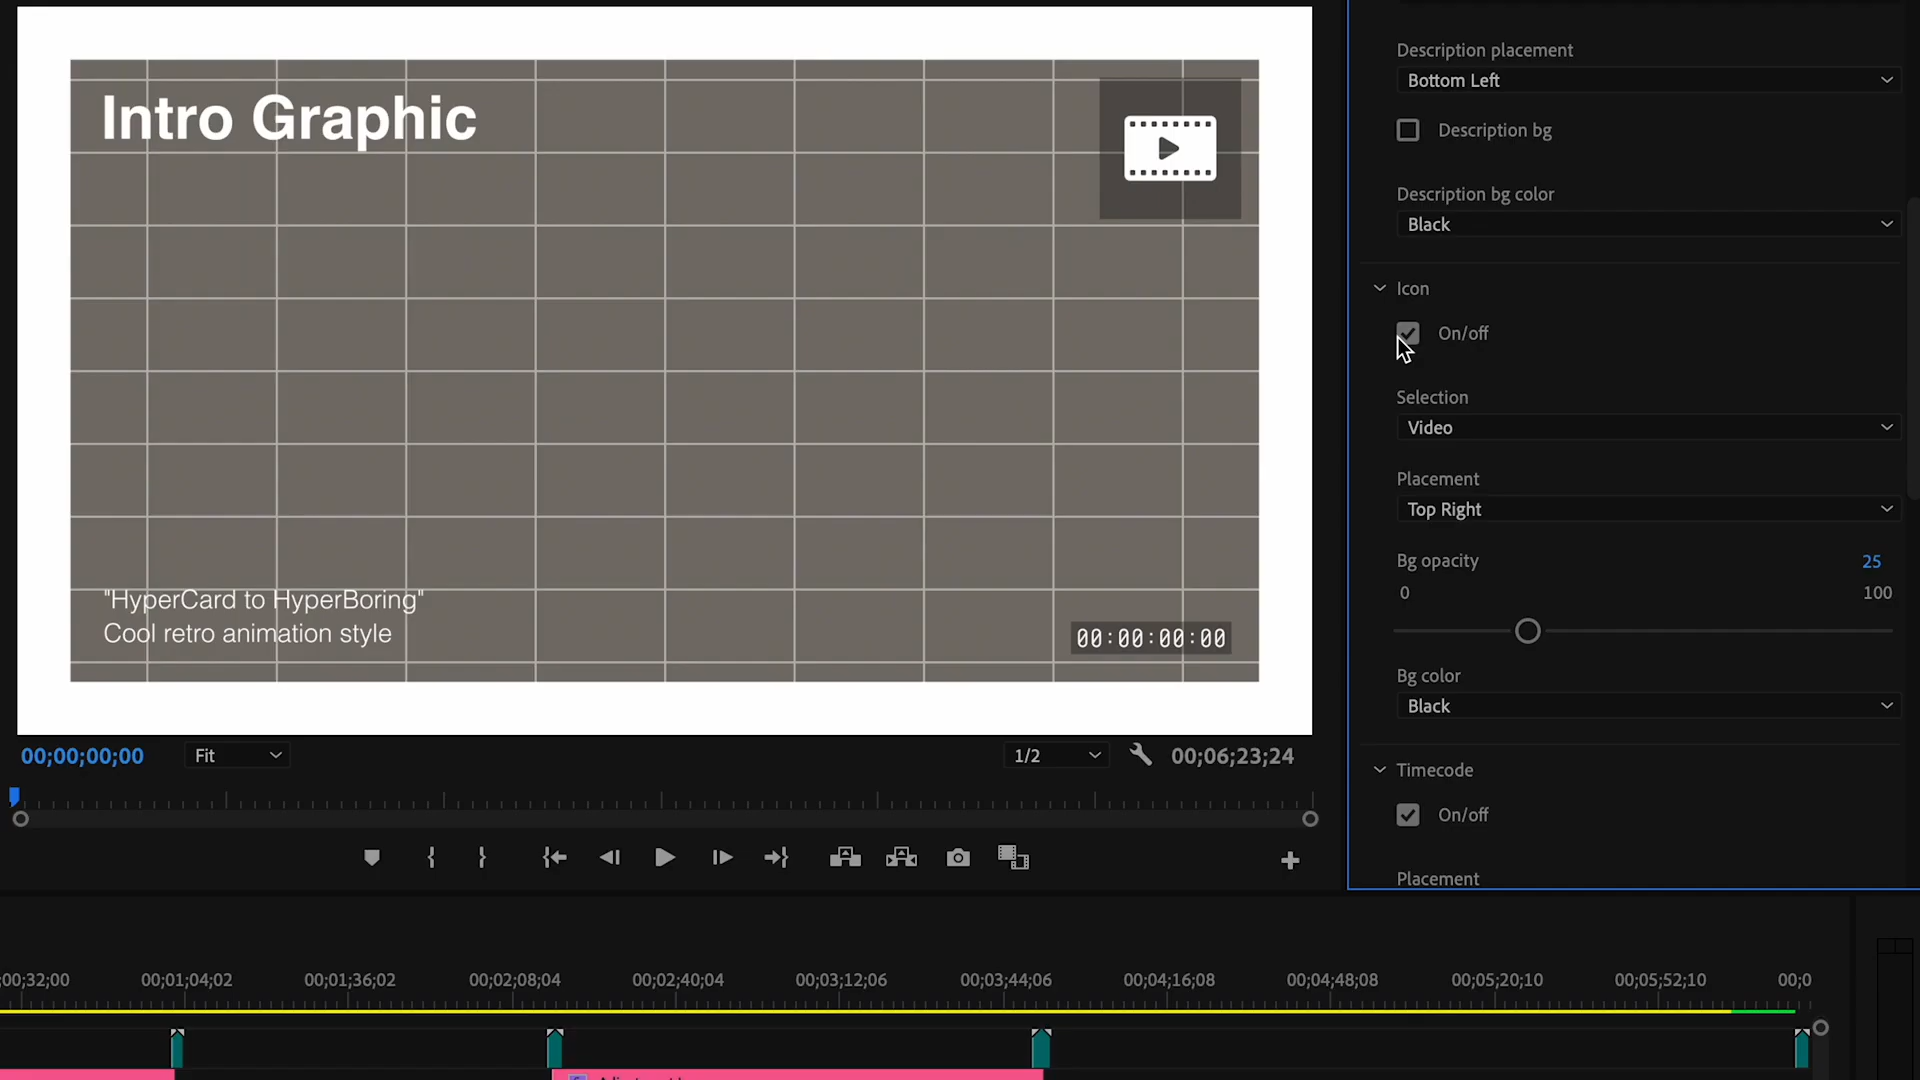 Intro Graphic
"HyperCard to HyperBoring"
Cool retro animation style
00:00:00:00
00;00;00;00
Fit
1/2
00;06;23;24
Description placement
Bottom Left
Description bg
Description bg color
Black
Icon
On/off
Selection
Video
Placement
Top Right
Bg opacity
25
0
100
Bg color
Black
Timecode
On/off
Placement
00;32;00
00;01;04;02
00;01;36;02
00;02;08;04
00;02;40;04
00;03;12;06
00;03;44;06
00;04;16;08
00;04;48;08
00;05;20;10
00;05;52;10
00;0